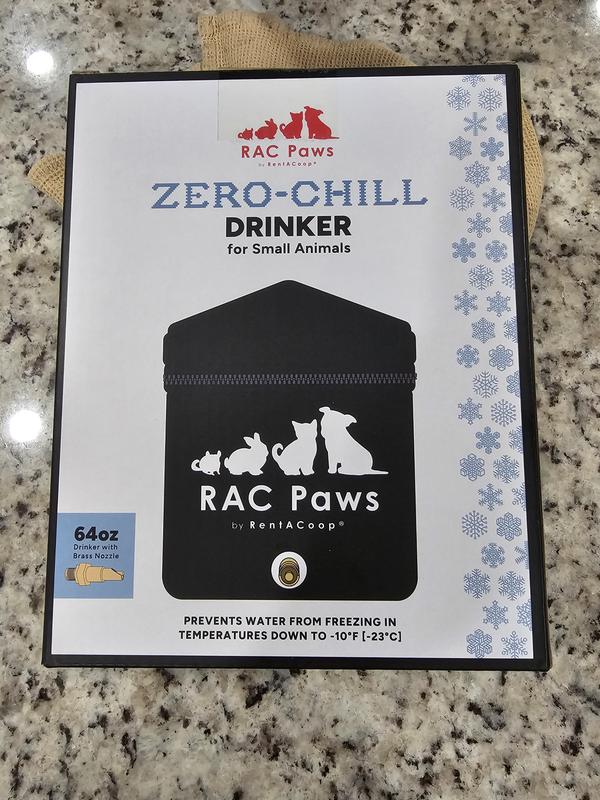 RAC Paws
by RentACoop®
ZERO-CHILL
DRINKER
for Small Animals
RAC Paws
by RentACoop®
64oz
Drinker with
Brass Nozzle
PREVENTS WATER FROM FREEZING IN
TEMPERATURES DOWN TO -10°F [-23°C]